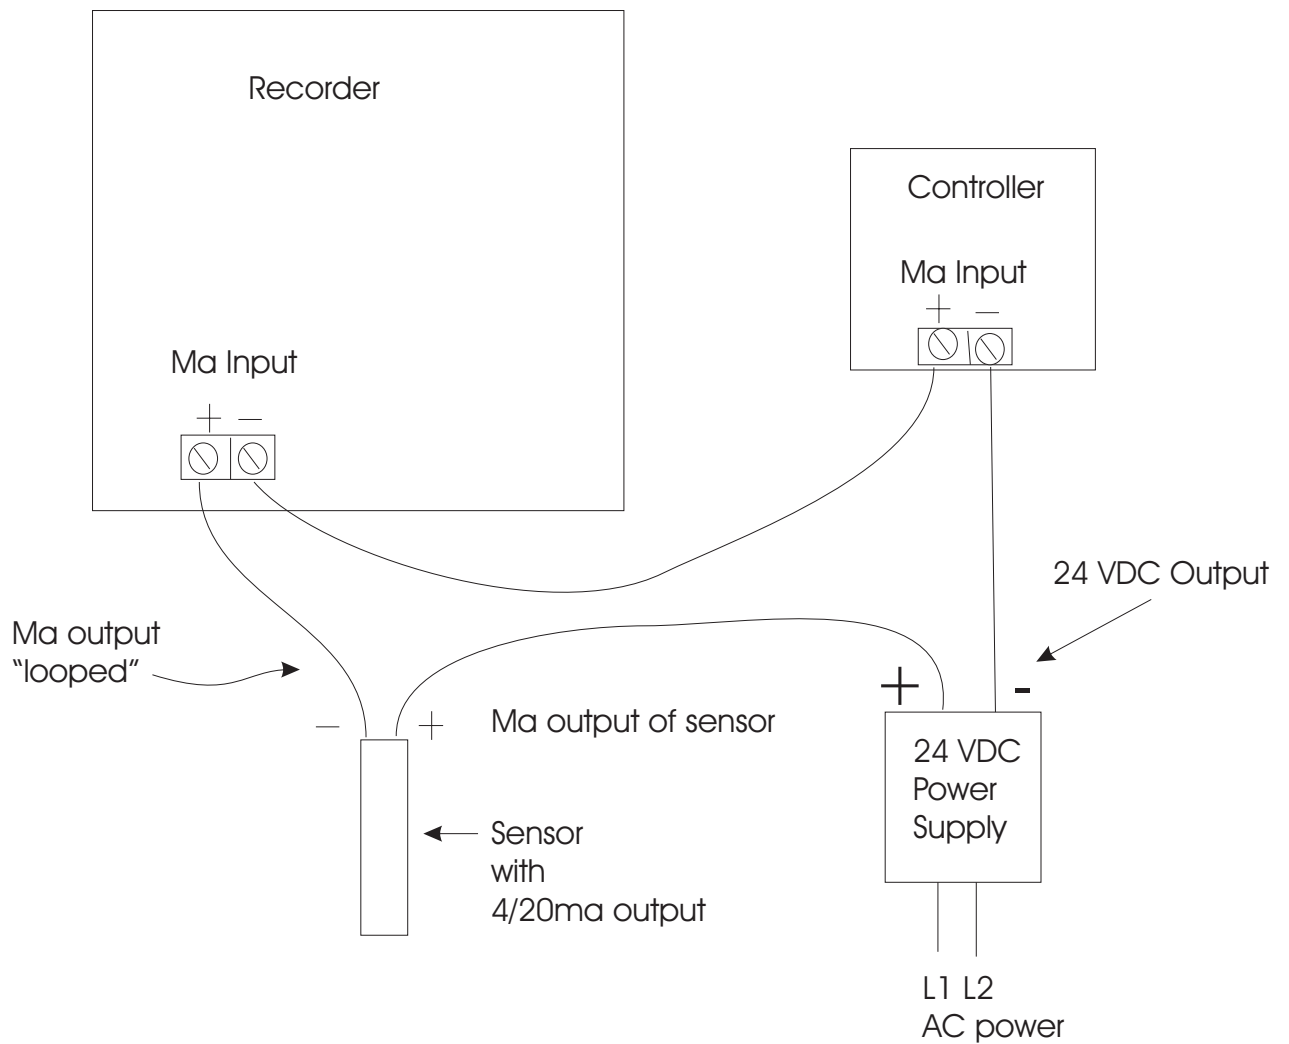 Recorder
Controller
Ma Input
+ −
Ma Input
+ −
24 VDC Output
Ma output
“looped”
+ -
− +
Ma output of sensor
24 VDC
Power
Supply
Sensor
with
4/20ma output
L1 L2
AC power